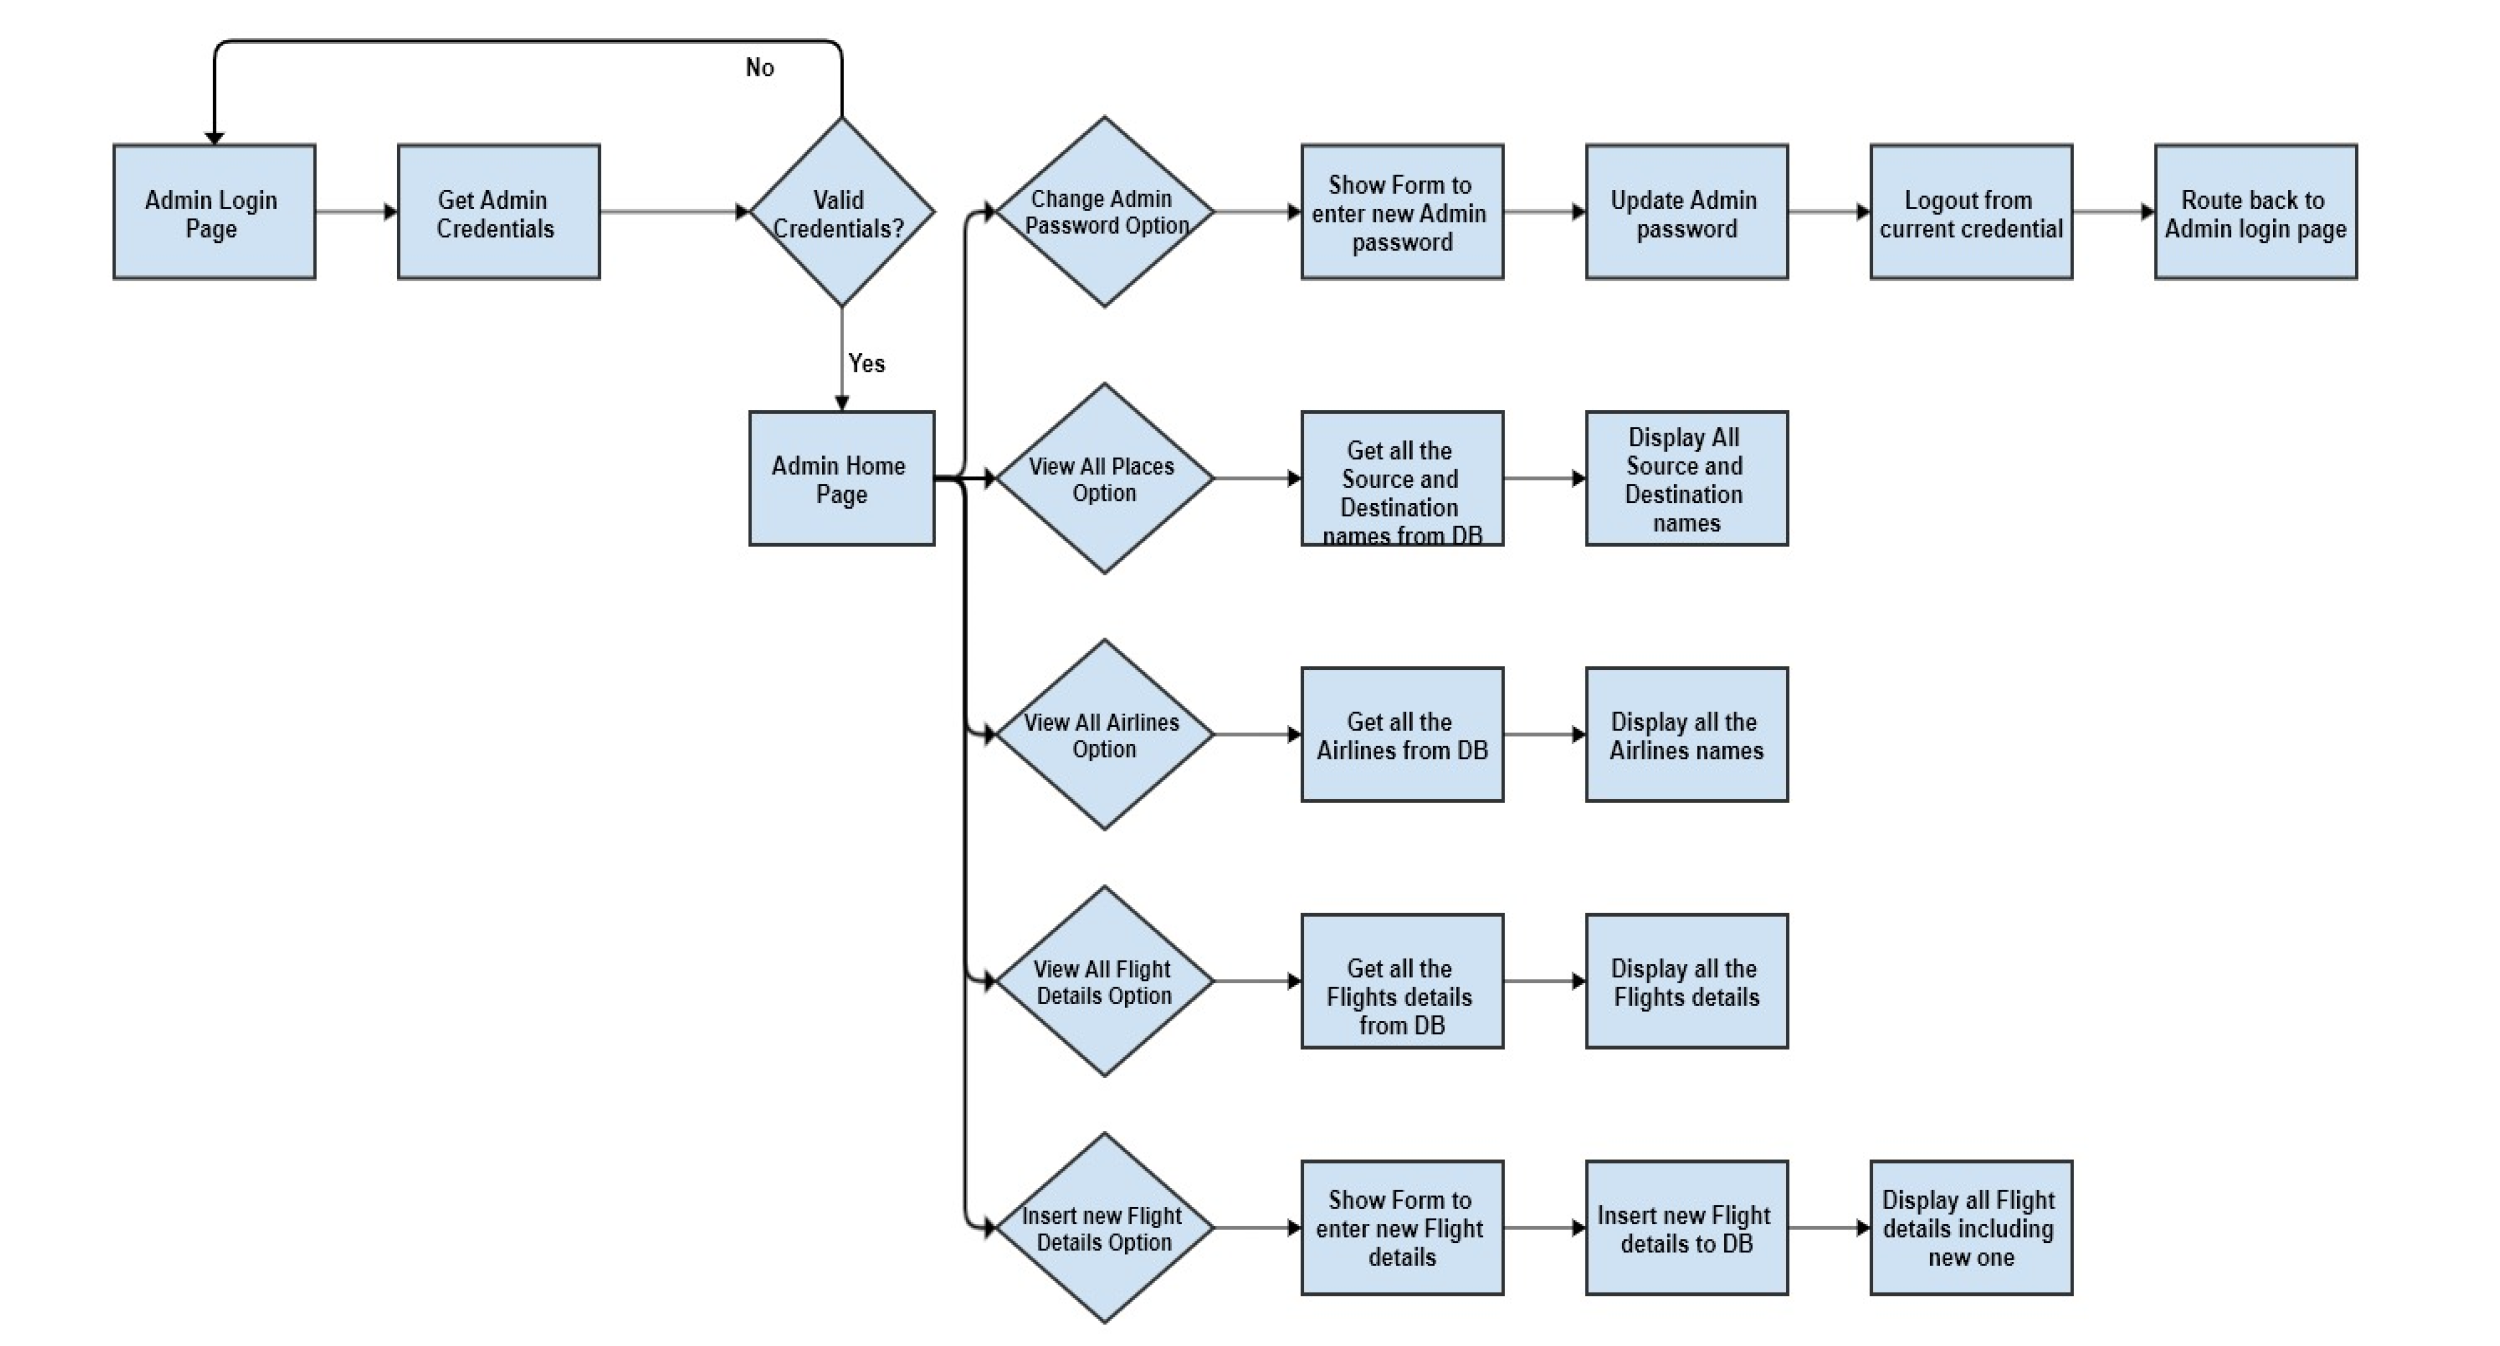 No
Admin Login
Page
Get Admin
Credentials
Valid
Credentials?
Change Admin
Password Option
Show Form to
enter new Admin
password
Update Admin
password
Logout from
current credential
Route back to
Admin login page
Yes
Admin Home
Page
View All Places
Option
Get all the
Source and
Destination
names from DB
Display All
Source and
Destination
names
View All Airlines
Option
Get all the
Airlines from DB
Display all the
Airlines names
View All Flight
Details Option
Get all the
Flights details
from DB
Display all the
Flights details
Insert new Flight
Details Option
Show Form to
enter new Flight
details
Insert new Flight
details to DB
Display all Flight
details including
new one